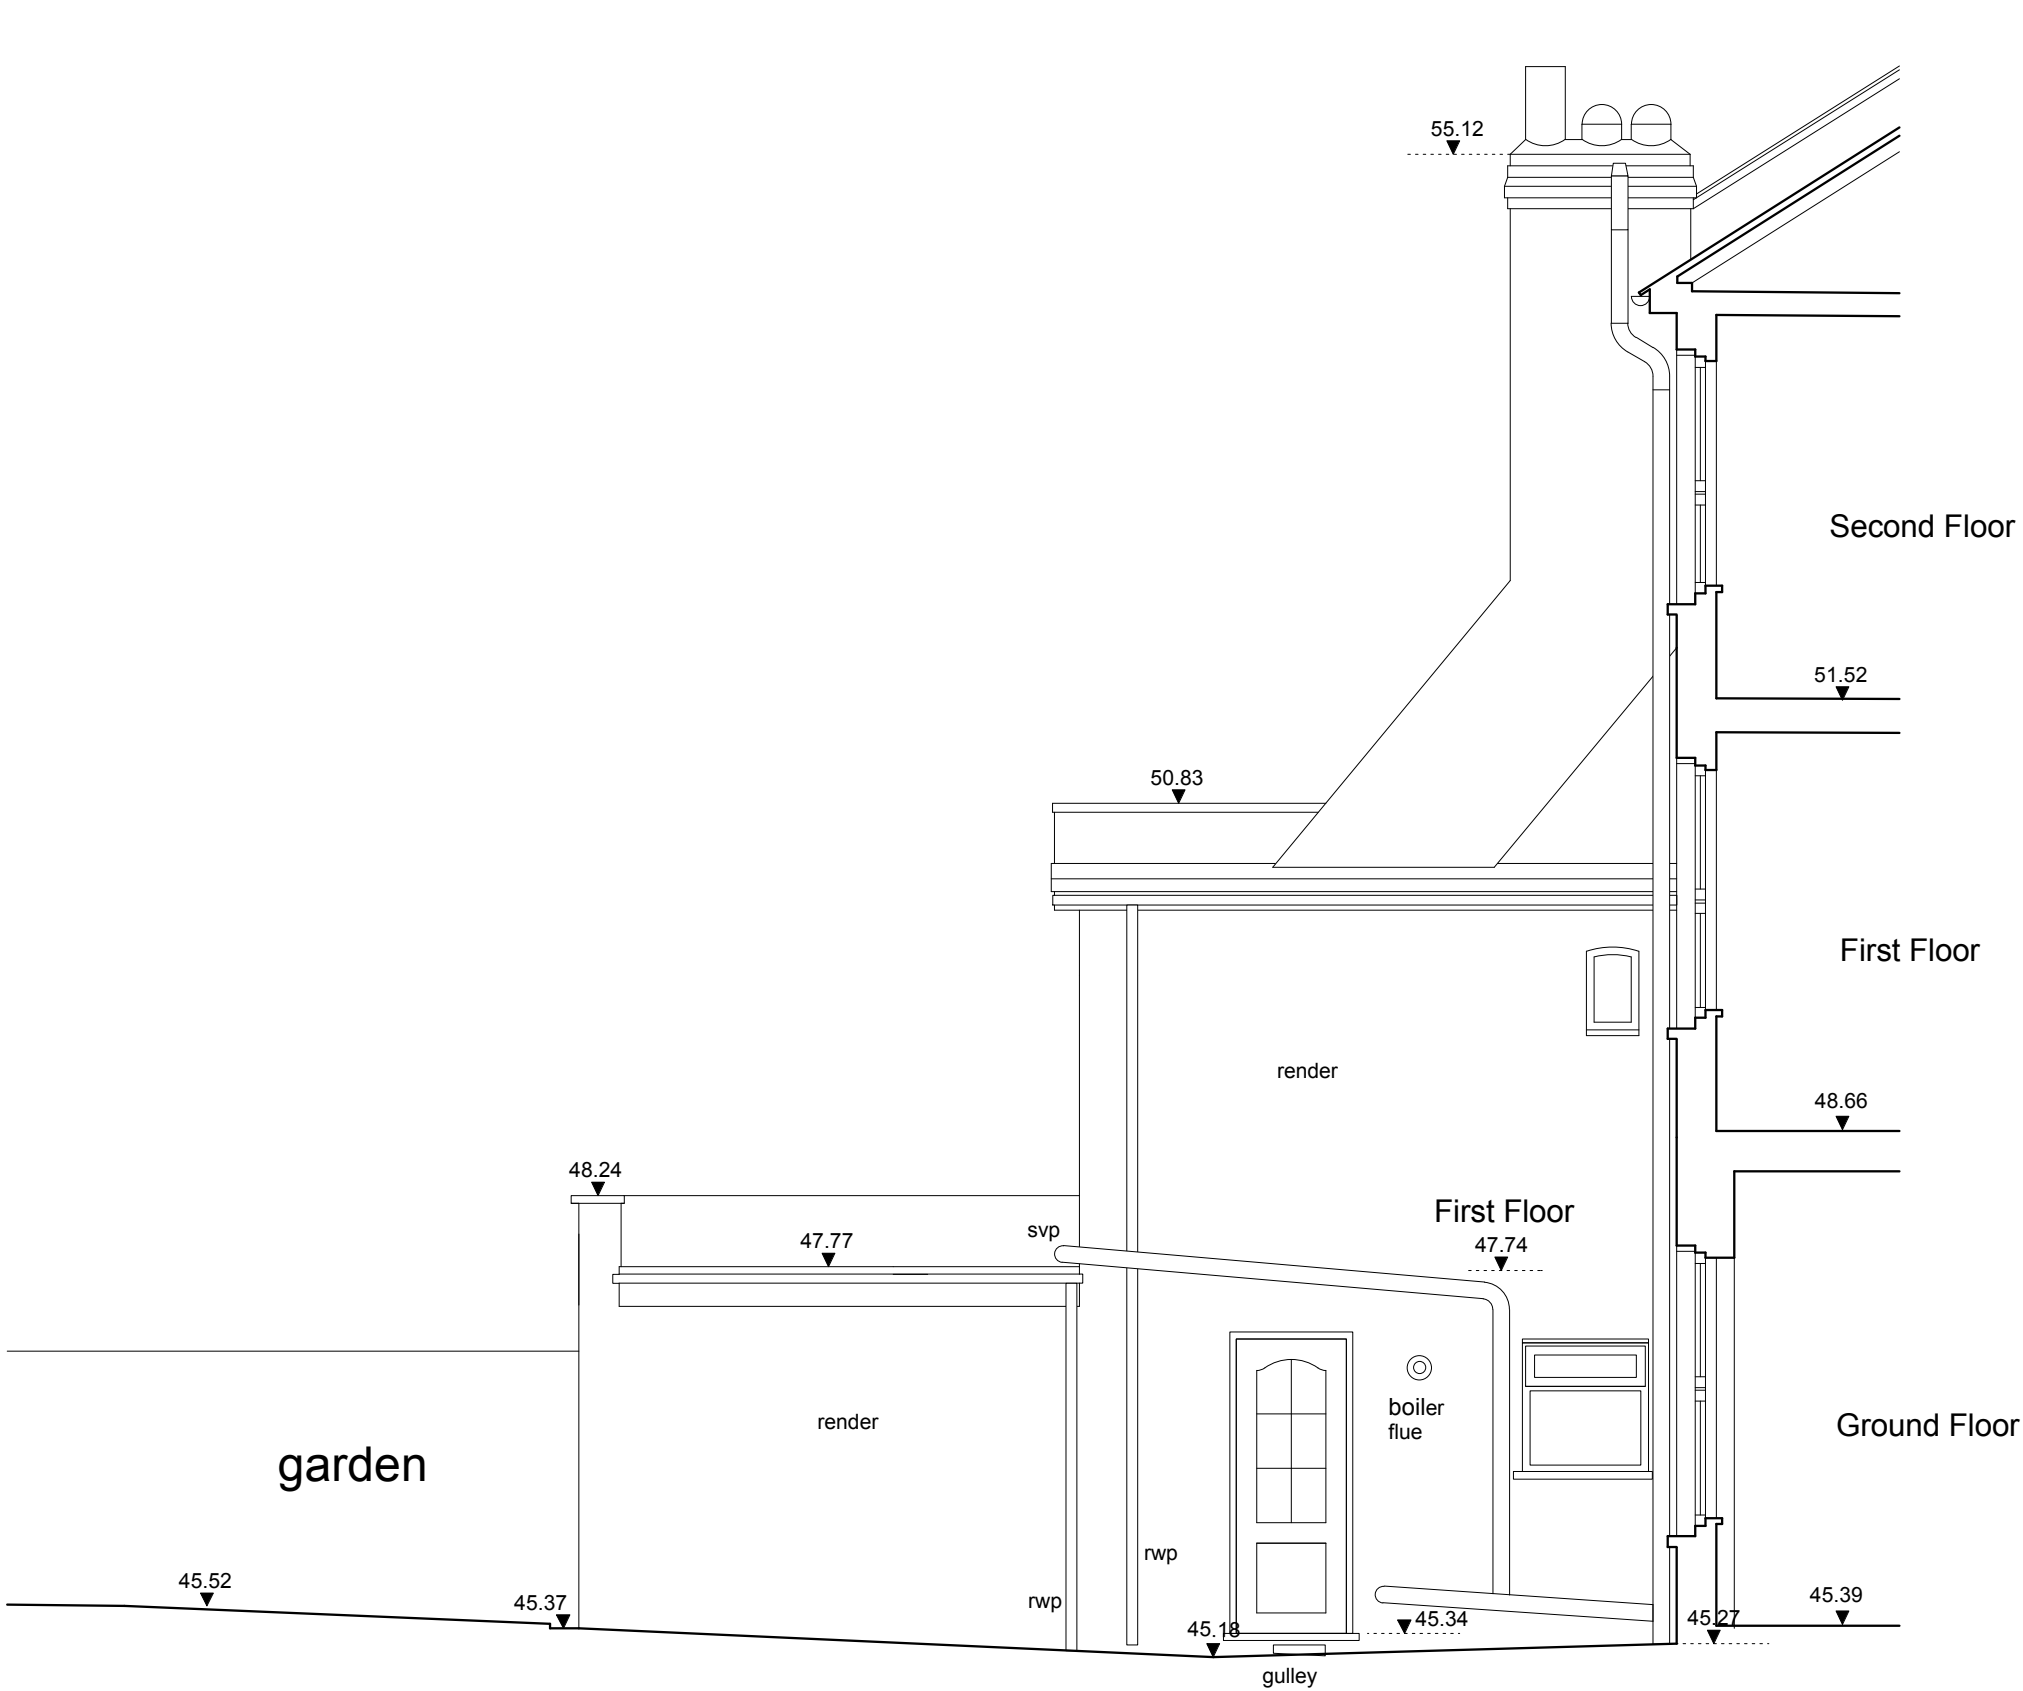 55.12
Second Floor
51.52
50.83
First Floor
render
48.66
48.24
First Floor
svp
47.77
47.74
boiler
flue
render
Ground Floor
garden
rwp
45.52
45.37
rwp
45.39
45.34
45.27
45.18
gulley